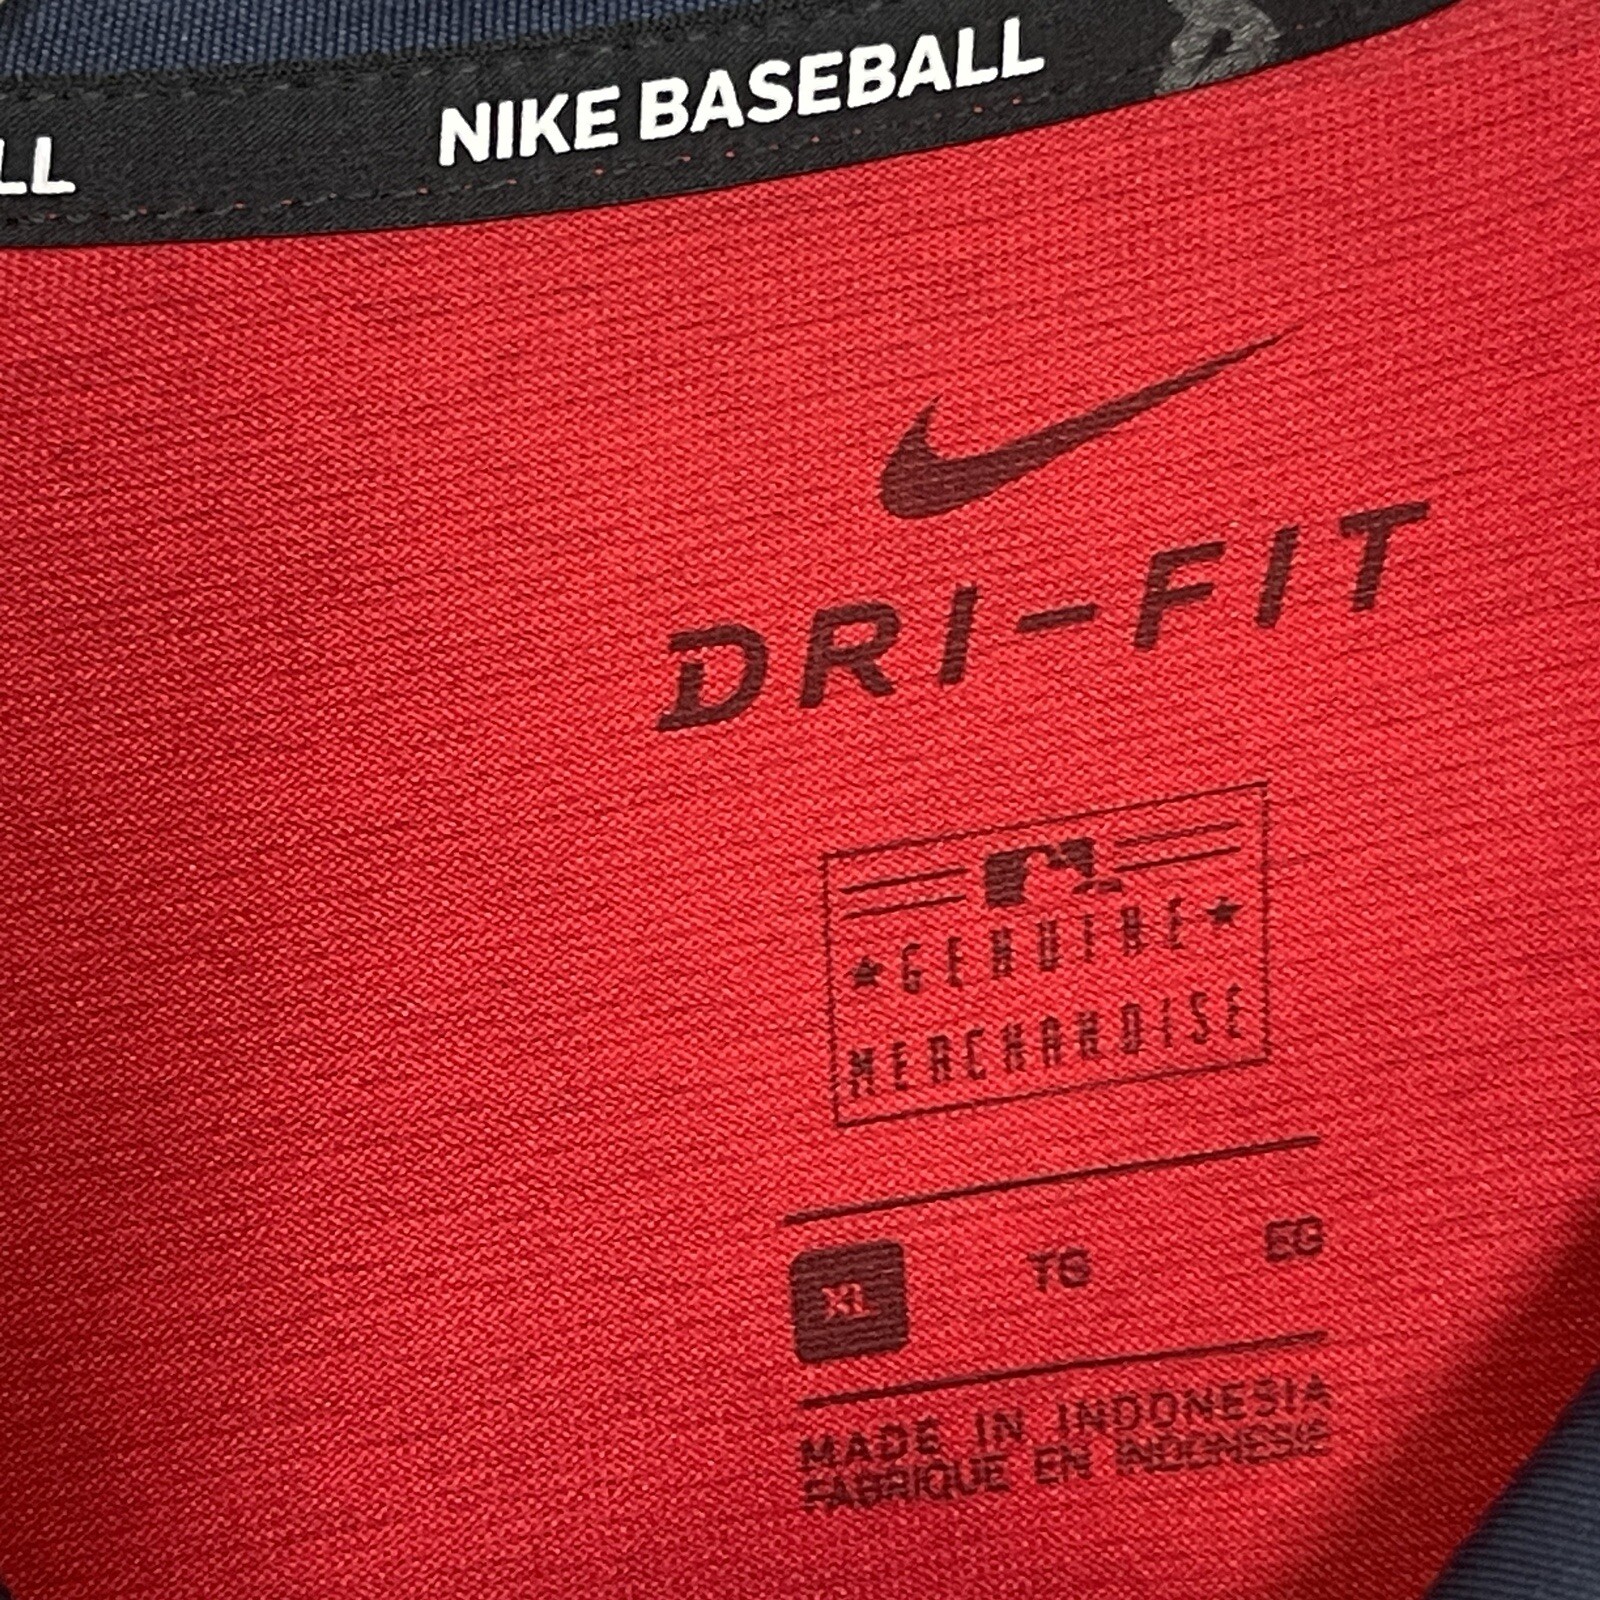 LL
NIKE BASEBALL
DRI-FIT
GENUINE
MERCHANDISE
XL TG EG
MADE IN INDONESIA
FABRIQUE EN INDONESIE